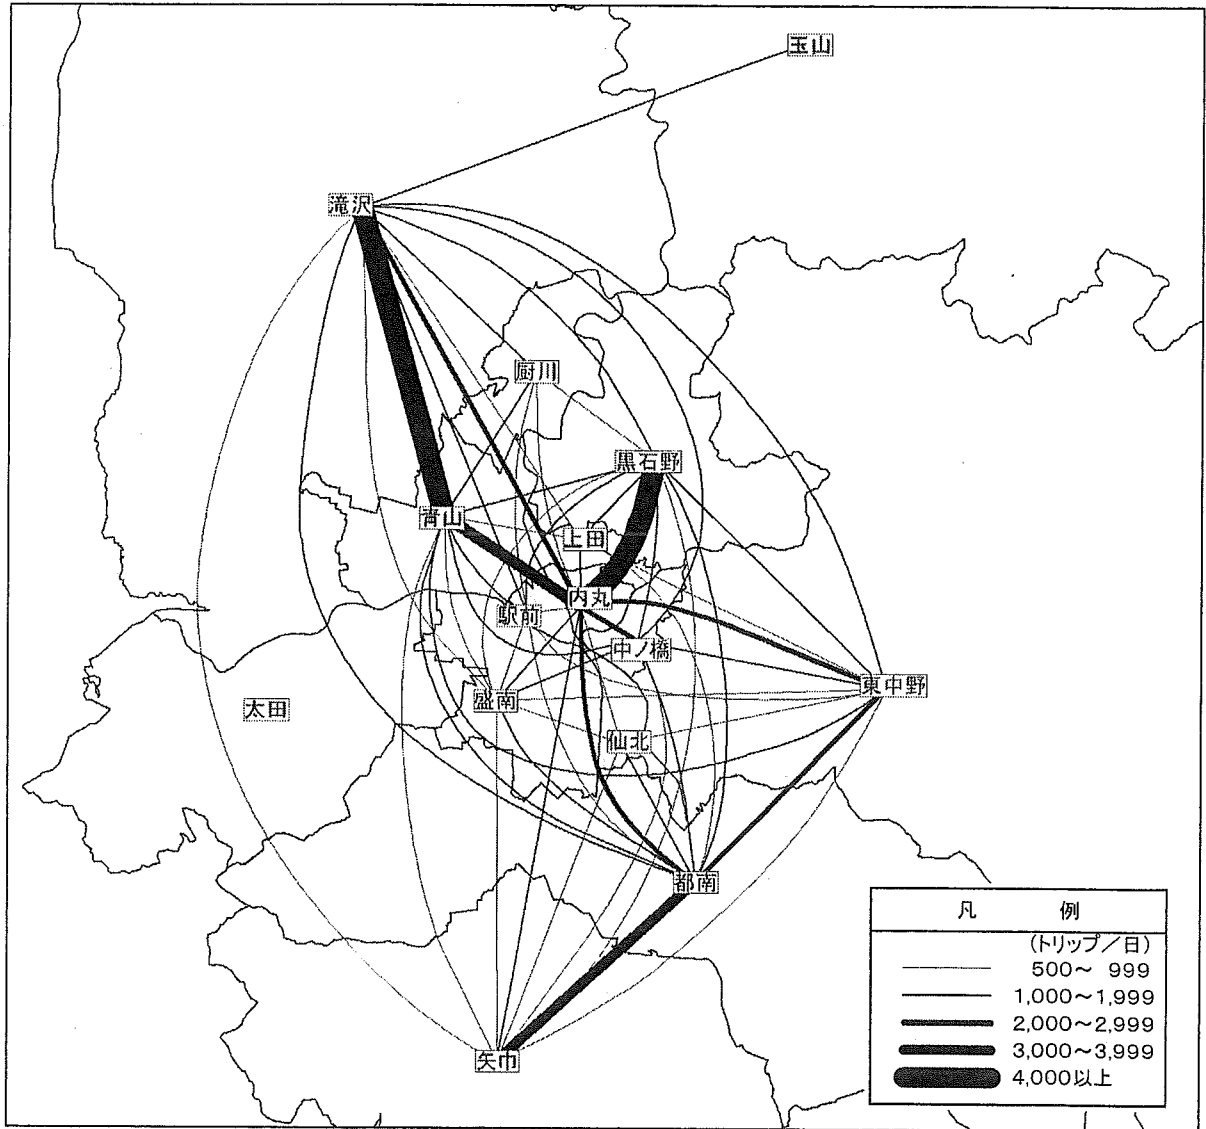 玉山
滝沢
厨川
黒石野
青山
上田
内丸
駅前
中ノ橋
東中野
盛南
太田
仙北
都南
矢巾
凡 例
(トリップ/日)
500～ 999
1,000～1,999
2,000～2,999
3,000～3,999
4,000以上